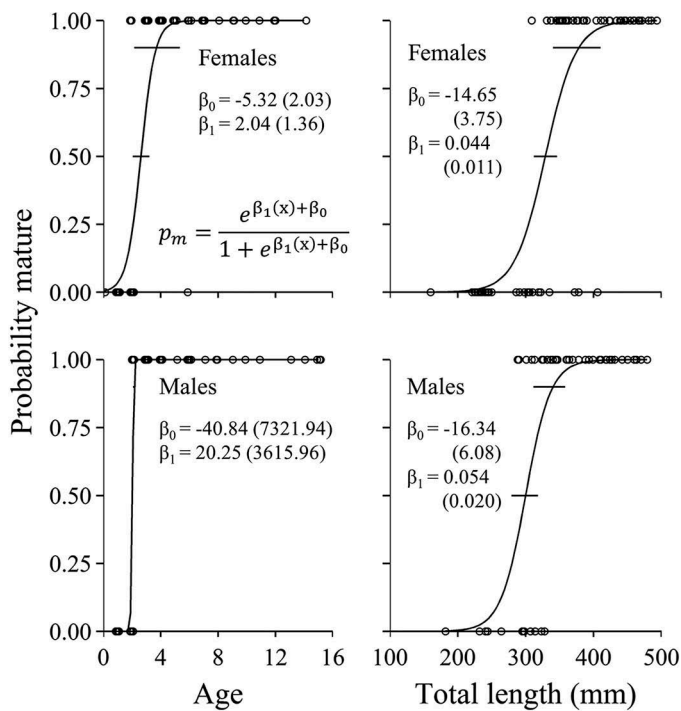 Probability mature
1.00
0.75
0.50
0.25
0.00
Females
β0 = -5.32 (2.03)
β1 = 2.04 (1.36)
pm = e^β1(x)+β0 / 1 + e^β1(x)+β0
Females
β0 = -14.65
(3.75)
β1 = 0.044
(0.011)
1.00
0.75
0.50
0.25
0.00
Males
β0 = -40.84 (7321.94)
β1 = 20.25 (3615.96)
Males
β0 = -16.34
(6.08)
β1 = 0.054
(0.020)
0 4 8 12 16
100 200 300 400 500
Age
Total length (mm)